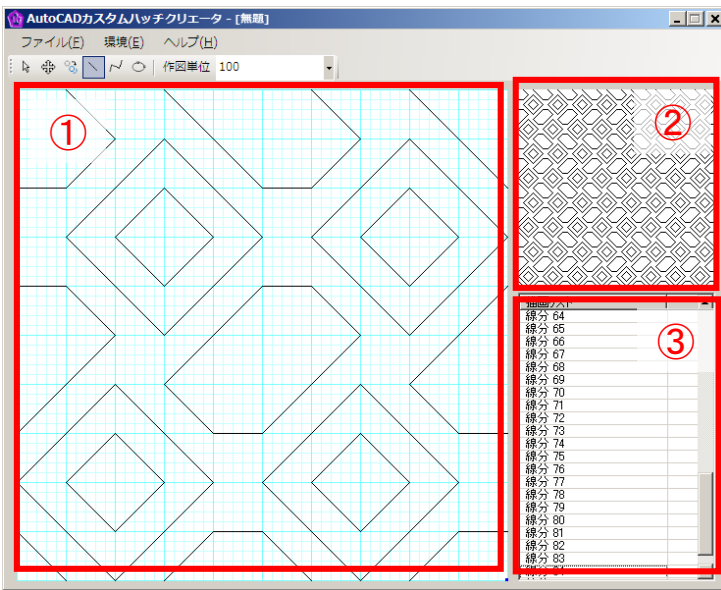 AutoCADカスタムハッチクリエータ - [無題]
ファイル(F) 環境(E) ヘルプ(H)
作図単位 100
①
②
描画リスト
線分 64
線分 65
線分 66
③
線分 67
線分 68
線分 69
線分 70
線分 71
線分 72
線分 73
線分 74
線分 75
線分 76
線分 77
線分 78
線分 79
線分 80
線分 81
線分 82
線分 83